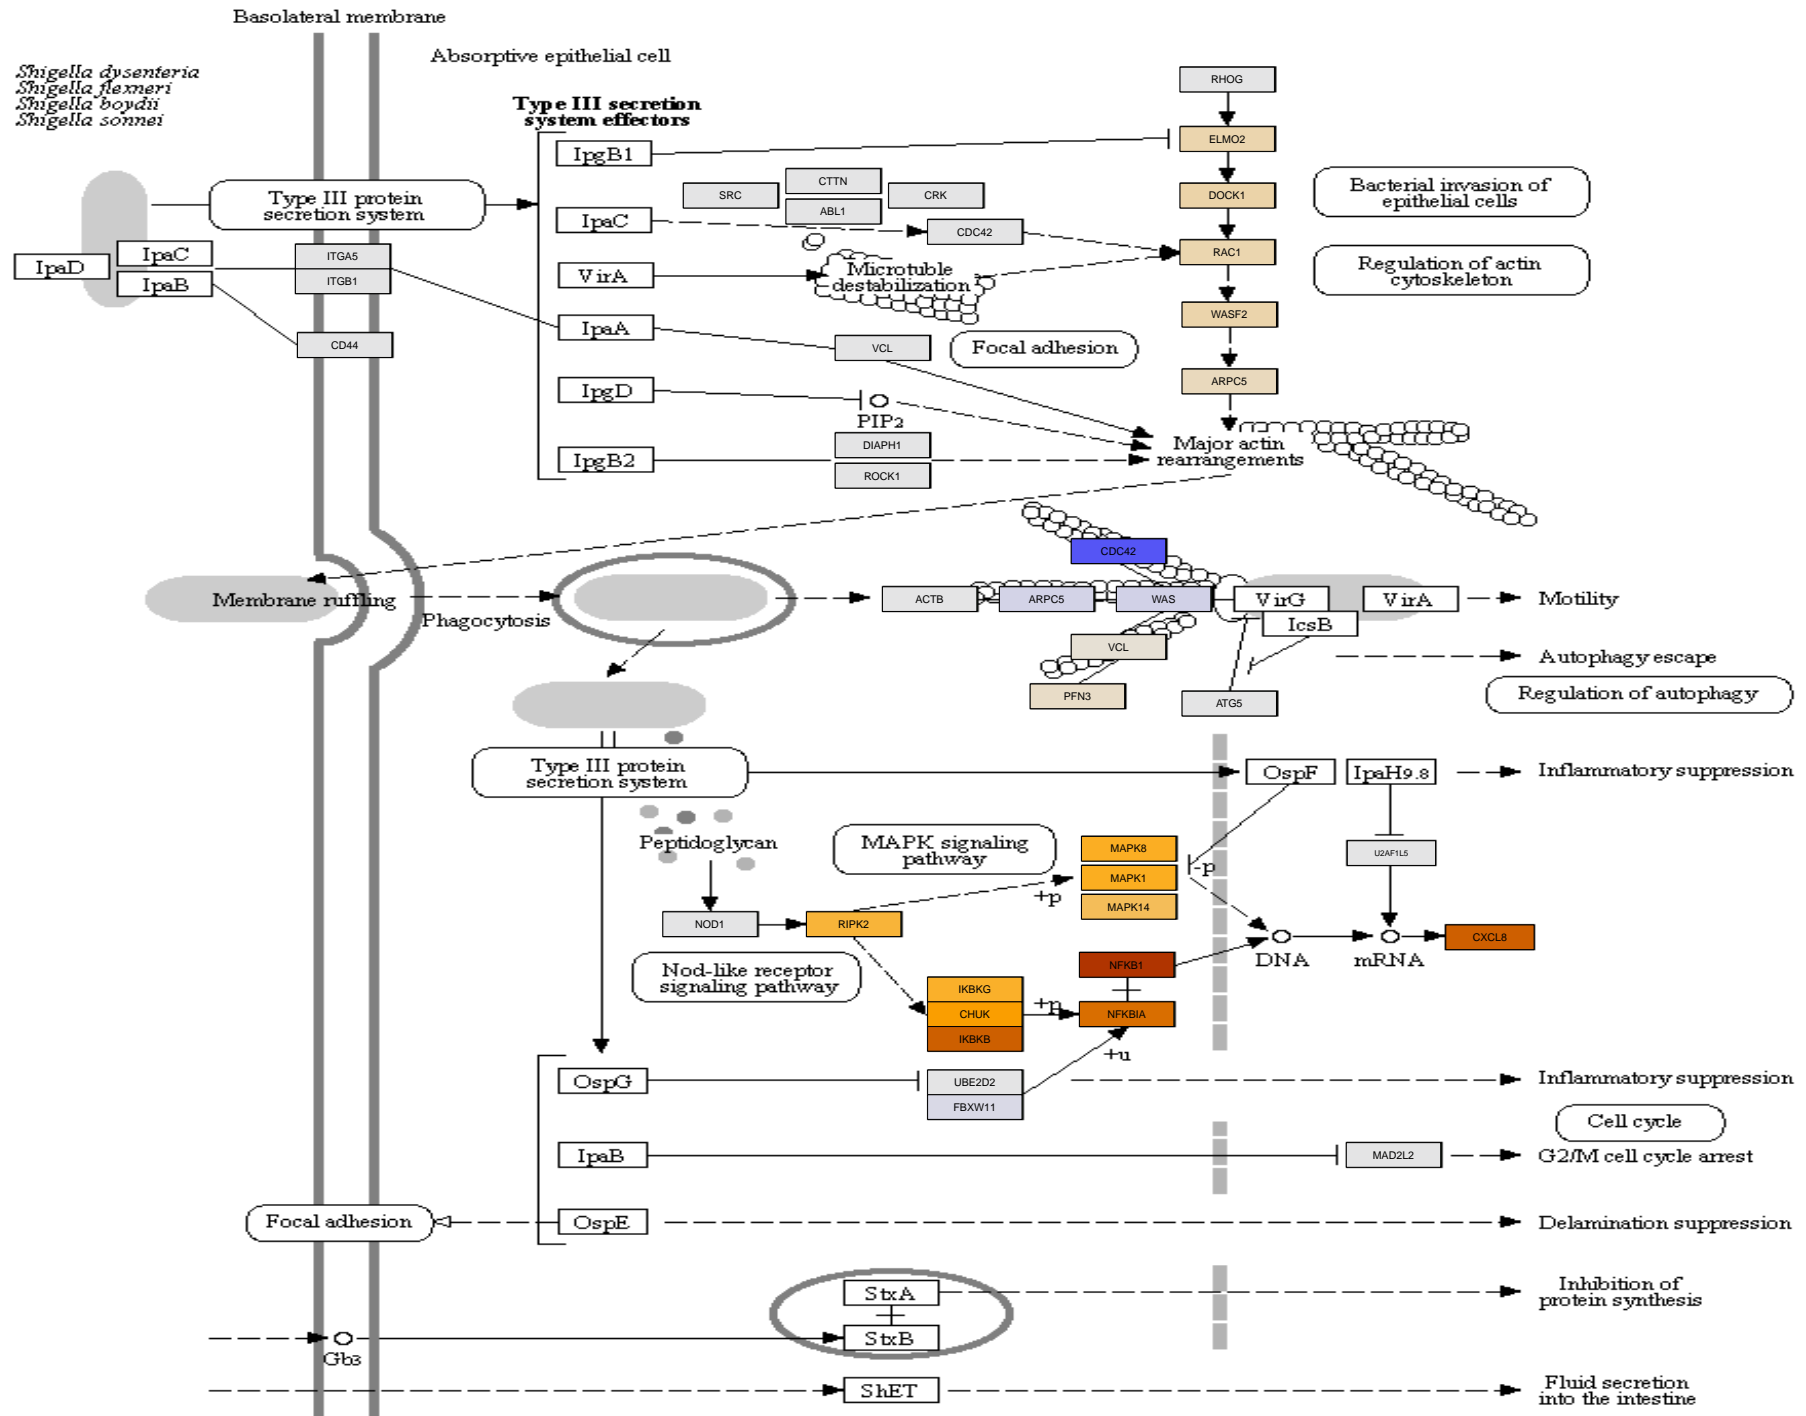 Basolateral membrane
Absorptive epithelial cell
Shigella dysenteria
Shigella flexneri
Shigella boydii
Shigella sonnei
Type III secretion
system effectors
RHOG
IpgB1
ELMO2
SRC
CTTN
CRK
ABL1
DOCK1
Bacterial invasion of
epithelial cells
Type III protein
secretion system
IpaC
CDC42
RAC1
IpaD
IpaC
IpaB
ITGA5
ITGB1
VirA
Microtuble
destabilization
Regulation of actin
cytoskeleton
WASF2
IpaA
CD44
VCL
Focal adhesion
ARPC5
IpgD
PIP2
DIAPH1
Major actin
rearrangements
IpgB2
ROCK1
CDC42
Membrane ruffling
Phagocytosis
ACTB
ARPC5
WAS
VirG
VirA
Motility
IcsB
VCL
Autophagy escape
PFN3
ATG5
Regulation of autophagy
Type III protein
secretion system
OspF
IpaH9.8
Inflammatory suppression
Peptidoglycan
MAPK signaling
pathway
MAPK8
MAPK1
MAPK14
-p
+p
U2AF1L5
NOD1
RIPK2
CXCL8
DNA
mRNA
Nod-like receptor
signaling pathway
NFKB1
IKBKG
CHUK
IKBKB
+p
NFKBIA
+u
OspG
UBE2D2
FBXW11
Inflammatory suppression
Cell cycle
IpaB
MAD2L2
G2/M cell cycle arrest
Focal adhesion
OspE
Delamination suppression
StxA
Inhibition of
protein synthesis
StxB
Gb3
ShET
Fluid secretion
into the intestine